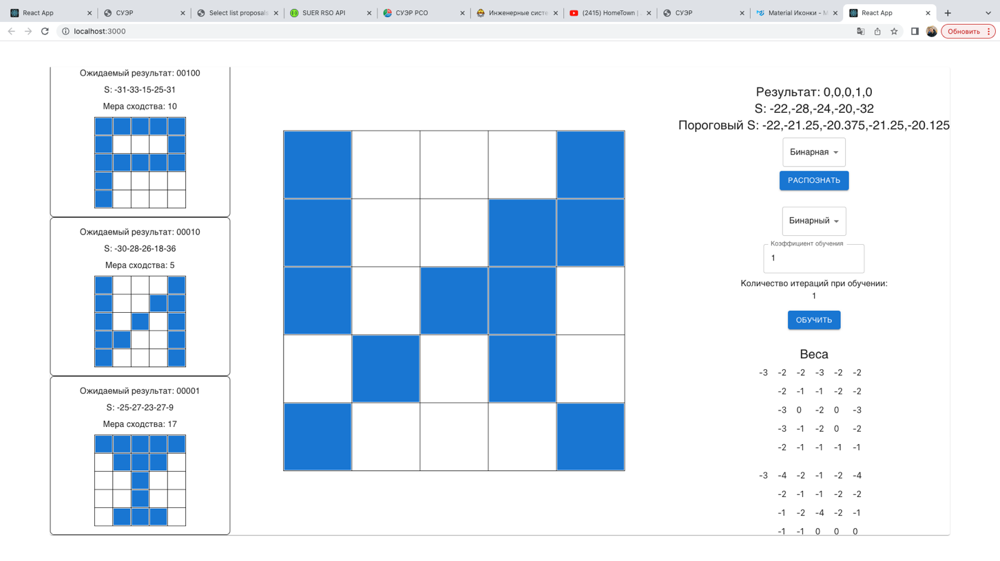 React App
СУЭР
Select list proposals
SUER RSO API
СУЭР РСО
Инженерные систе
(2415) HomeTown |
СУЭР
Material Иконки - M
React App
localhost:3000
Обновить
Ожидаемый результат: 00100
S: -31-33-15-25-31
Мера сходства: 10
Ожидаемый результат: 00010
S: -30-28-26-18-36
Мера сходства: 5
Ожидаемый результат: 00001
S: -25-27-23-27-9
Мера сходства: 17
Результат: 0,0,0,1,0
S: -22,-28,-24,-20,-32
Пороговый S: -22,-21.25,-20.375,-21.25,-20.125
Бинарная
РАСПОЗНАТЬ
Бинарный
Коэффициент обучения
1
Количество итераций при обучении:
1
ОБУЧИТЬ
Веса
-3 -2 -2 -3 -2 -2
-2 -1 -1 -2 -2
-3 0 -2 0 -3
-3 -1 -2 0 -2
-2 -1 -1 -1 -1
-3 -4 -2 -1 -2 -4
-2 -1 -1 -2 -2
-1 -2 -4 -2 -1
-1 -1 0 0 0